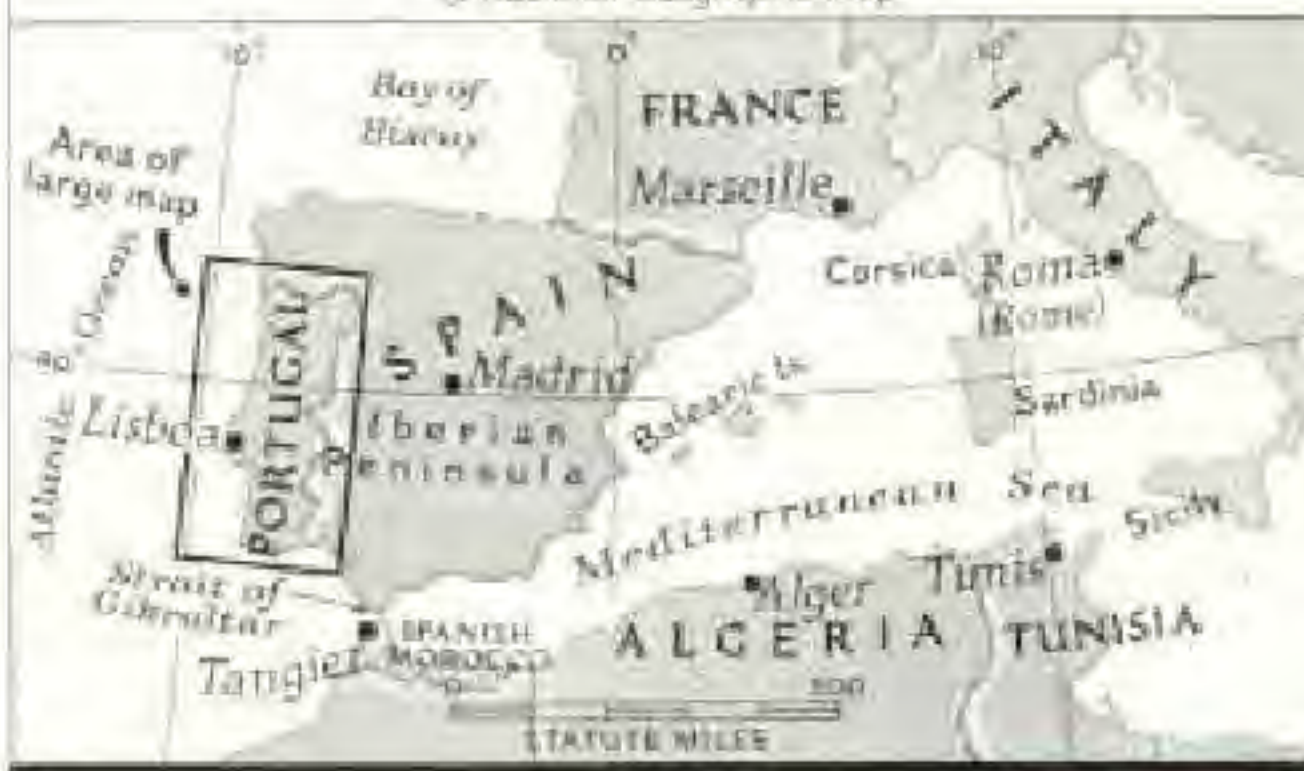 10°
0°
10°
Bay of
Biscay
FRANCE
Marseille
ITALY
Area of
large map
Atlantic Ocean
Corsica
Roma
(Rome)
SPAIN
PORTUGAL
Madrid
40
Lisboa
Iberian
Peninsula
Balearic Is.
Sardinia
Mediterranean Sea
Sicily
Strait of
Gibraltar
Alger
Tunis
SPANISH
MOROCCO
Tangier
ALGERIA
TUNISIA
0
500
STATUTE MILES